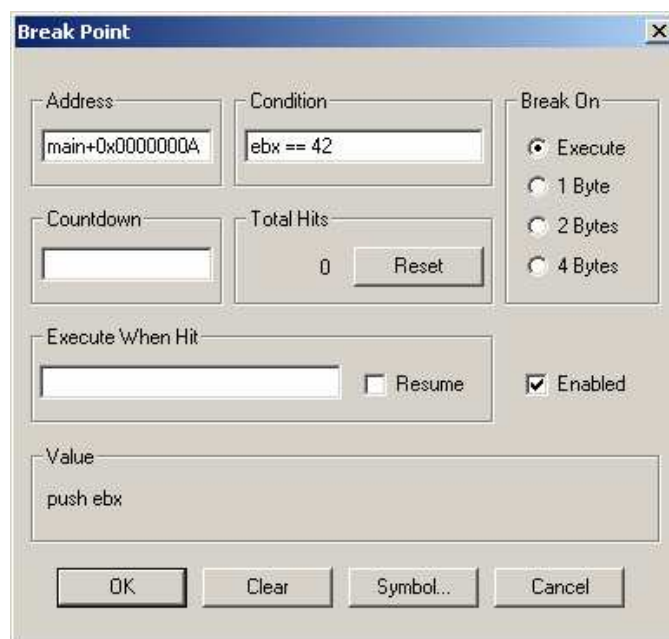 Break Point
Address
main+0x0000000A
Condition
ebx == 42
Break On
Execute
1 Byte
2 Bytes
4 Bytes
Countdown
Total Hits
0
Reset
Execute When Hit
Resume
Enabled
Value
push ebx
OK
Clear
Symbol...
Cancel